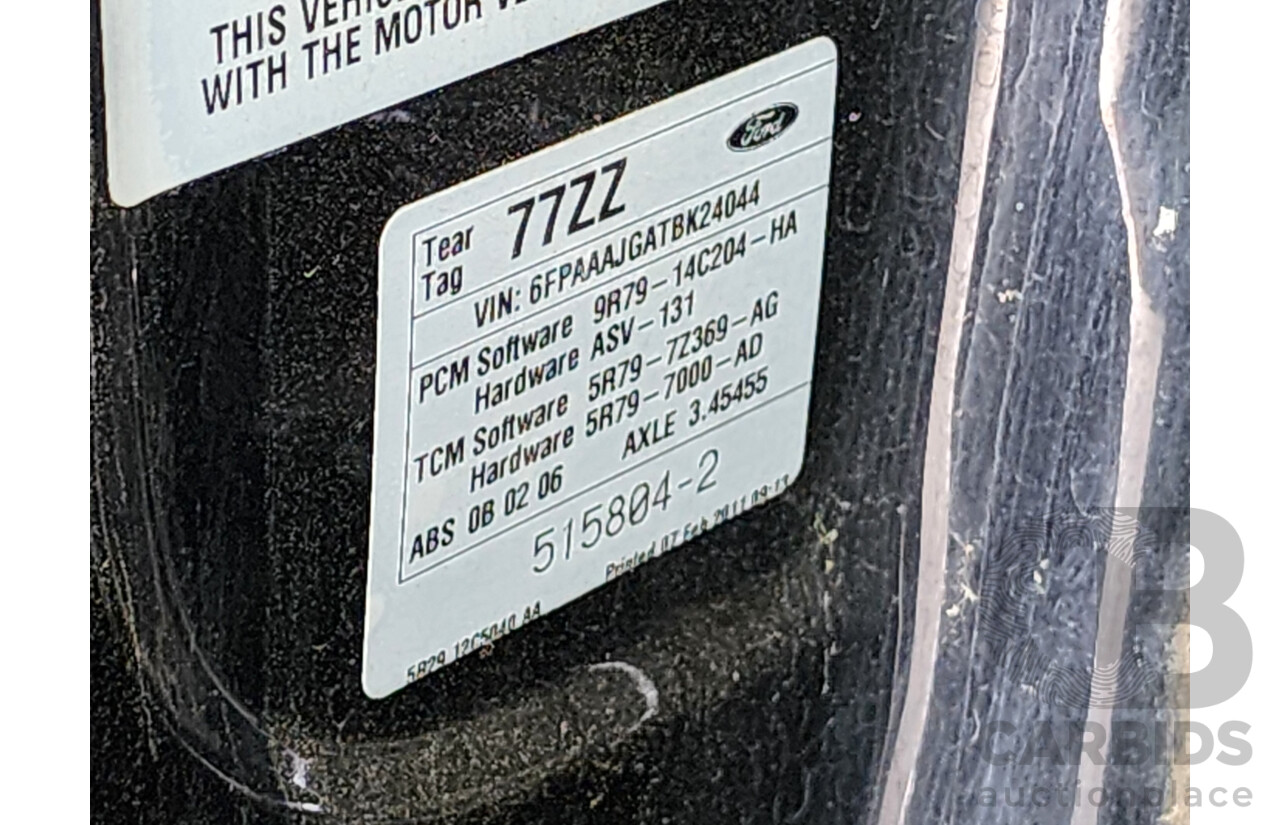 THIS VEHIC
WITH THE MOTOR V
Ford
Tear Tag 77ZZ
VIN: 6FPAAAJGATBK24044
PCM Software 9R79-14C204-HA
Hardware ASV-131
TCM Software 5R79-7Z369-AG
Hardware 5R79-7000-AD
ABS 0B 02 06 AXLE 3.45455
515804-2
Printed 07 Feb 2011 09:13
5R29 12C5040 AA
B
CARBIDS
auctionplace